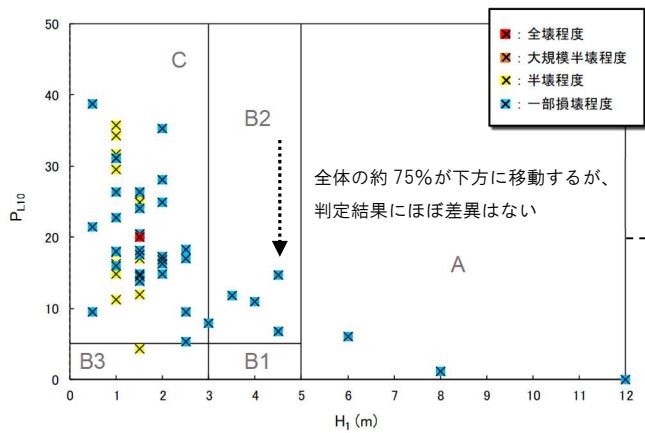 50
40
30
20
10
0
P_L10
C
B2
A
B3
B1
：全壊程度
：大規模半壊程度
：半壊程度
：一部損壊程度
全体の約 75%が下方に移動するが、
判定結果にほぼ差異はない
0 1 2 3 4 5 6 7 8 9 10 11 12
H₁ (m)